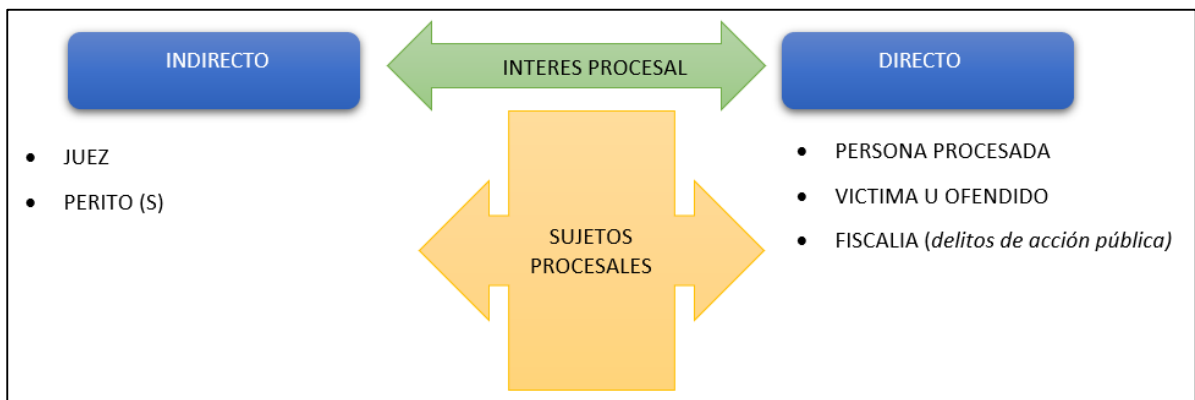 INDIRECTO
INTERES PROCESAL
DIRECTO
• JUEZ
• PERITO (S)
• PERSONA PROCESADA
• VICTIMA U OFENDIDO
• FISCALIA (delitos de acción pública)
SUJETOS
PROCESALES